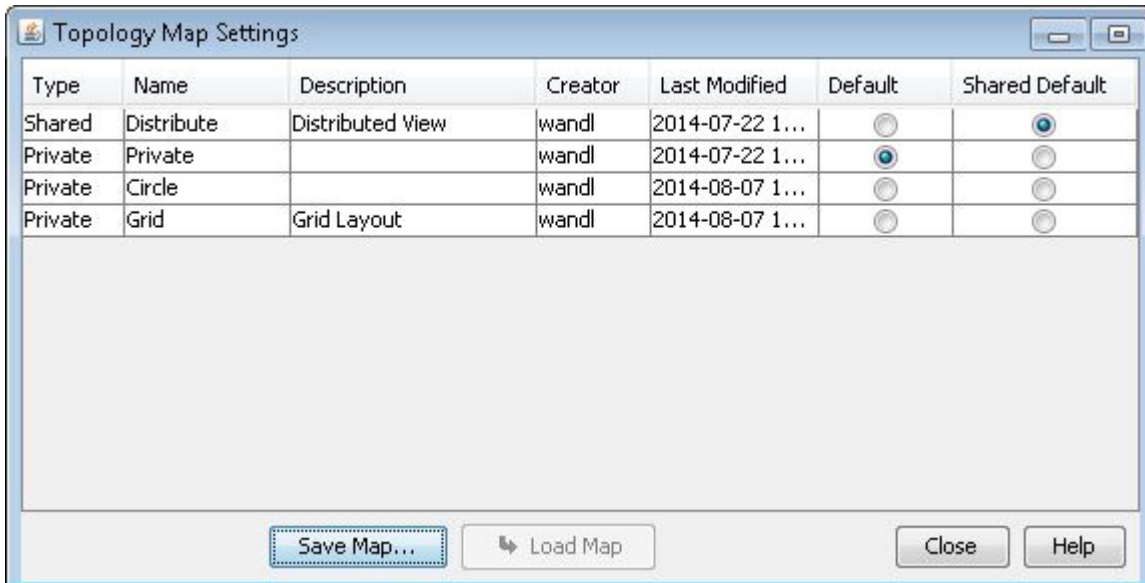 Topology Map Settings
Type Name Description Creator Last Modified Default Shared Default
Shared Distribute Distributed View wandl 2014-07-22 1...
Private Private wandl 2014-07-22 1...
Private Circle wandl 2014-08-07 1...
Private Grid Grid Layout wandl 2014-08-07 1...
Save Map... Load Map Close Help